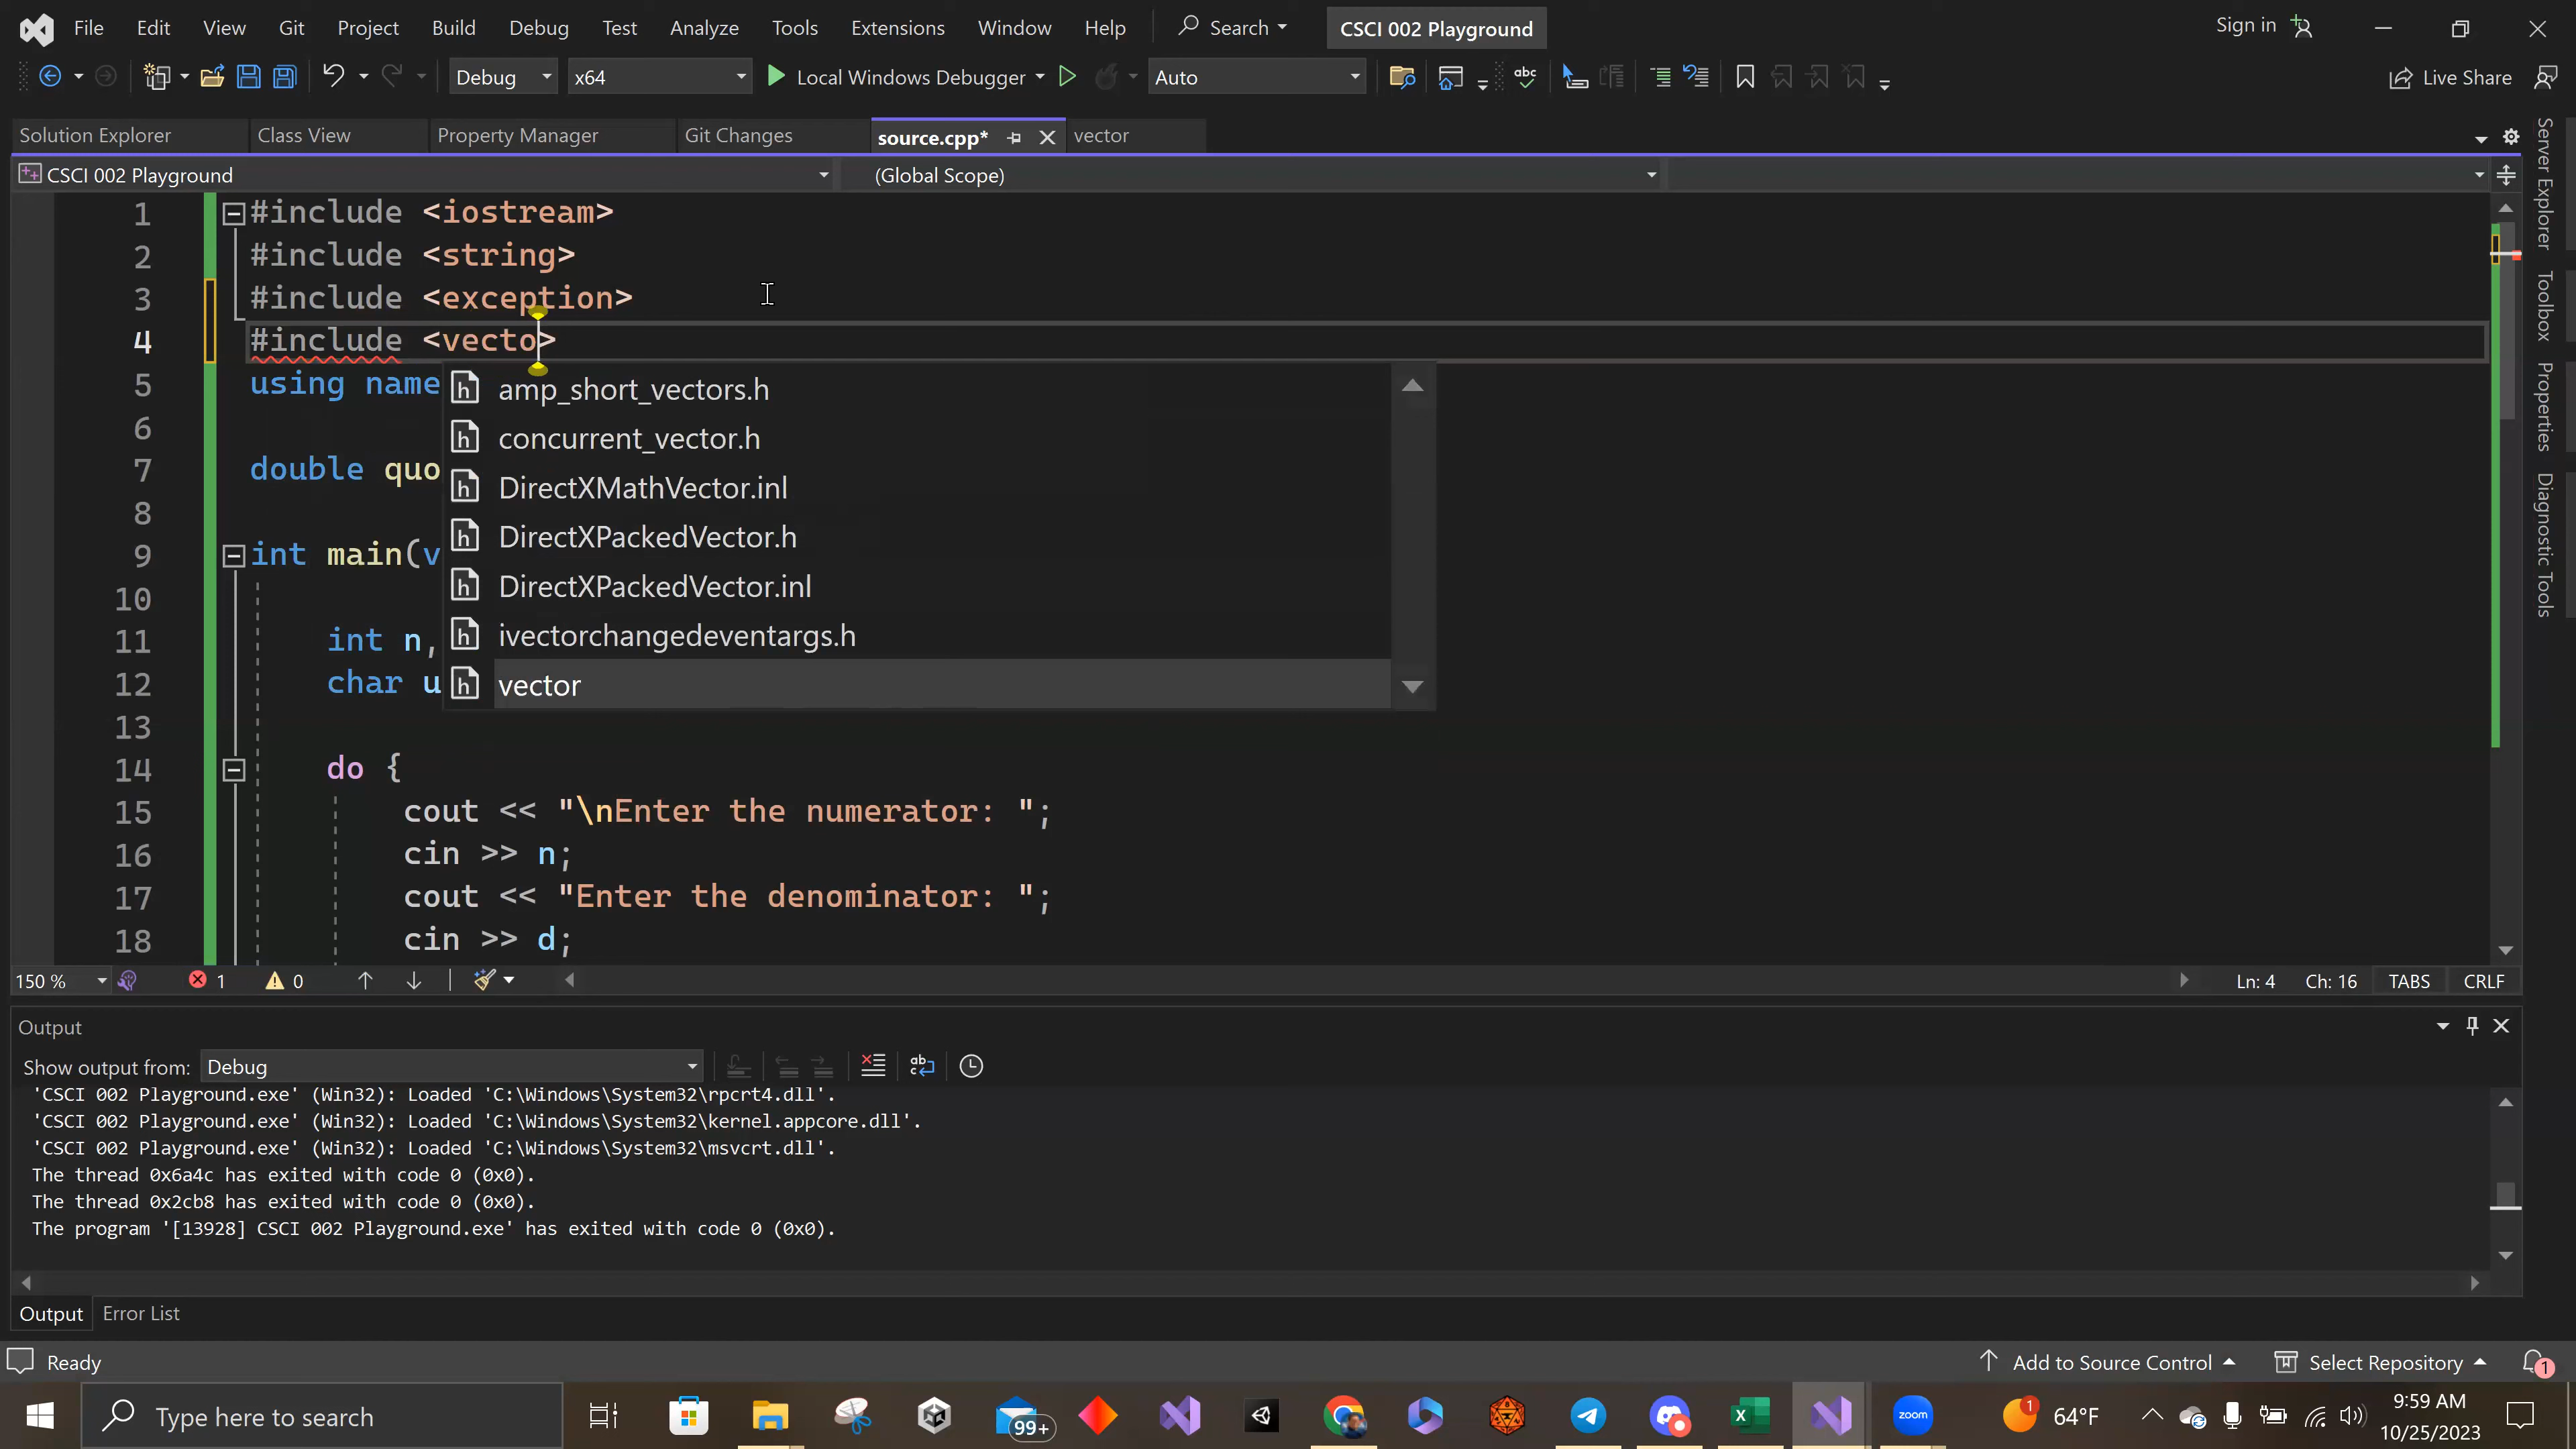 File Edit View Git Project Build Debug Test Analyze Tools Extensions Window Help Search CSCI 002 Playground Sign in
Debug x64 Local Windows Debugger Auto Live Share
Solution Explorer Class View Property Manager Git Changes source.cpp* vector
CSCI 002 Playground (Global Scope)
1 #include <iostream>
2 #include <string>
3 #include <exception>
4 #include <vecto>
5 using name
6
7 double quo
8
9 int main(v
10
11 int n,
12 char u
13
14 do {
15 cout << "\nEnter the numerator: ";
16 cin >> n;
17 cout << "Enter the denominator: ";
18 cin >> d;
amp_short_vectors.h
concurrent_vector.h
DirectXMathVector.inl
DirectXPackedVector.h
DirectXPackedVector.inl
ivectorchangedeventargs.h
vector
Server Explorer
Toolbox
Properties
Diagnostic Tools
150 % 1 0 Ln: 4 Ch: 16 TABS CRLF
Output
Show output from: Debug
'CSCI 002 Playground.exe' (Win32): Loaded 'C:\Windows\System32\rpcrt4.dll'.
'CSCI 002 Playground.exe' (Win32): Loaded 'C:\Windows\System32\kernel.appcore.dll'.
'CSCI 002 Playground.exe' (Win32): Loaded 'C:\Windows\System32\msvcrt.dll'.
The thread 0x6a4c has exited with code 0 (0x0).
The thread 0x2cb8 has exited with code 0 (0x0).
The program '[13928] CSCI 002 Playground.exe' has exited with code 0 (0x0).
Output Error List
Ready Add to Source Control Select Repository 1
Type here to search 99+ zoom 1 64°F 9:59 AM
10/25/2023